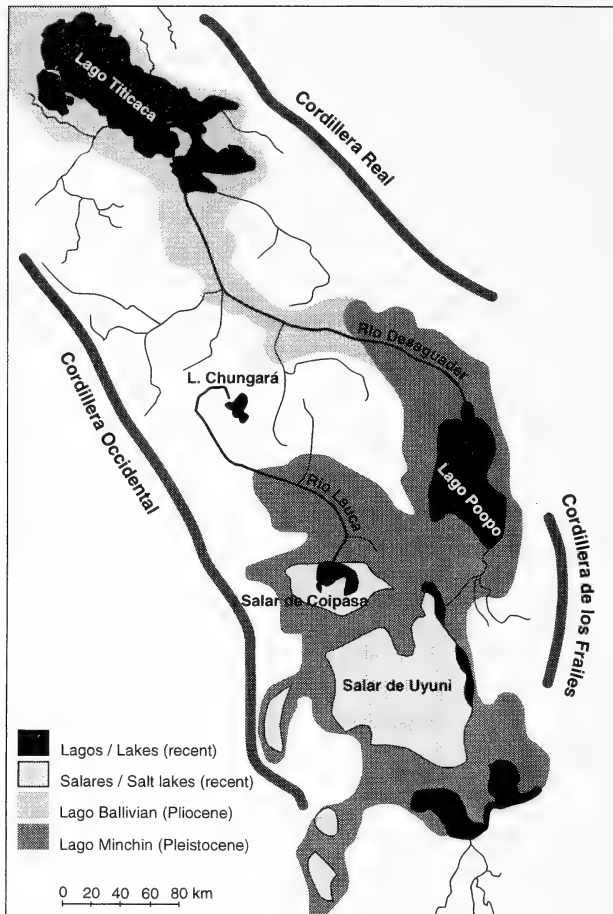 Lago Titicaca
Cordillera Real
Rio Desaguader
L. Chungará
Cordillera Occidental
Rio Lauca
Lago Poopo
Cordillera de los Frailes
Salar de Coipasa
Salar de Uyuni
Lagos / Lakes (recent)
Salares / Salt lakes (recent)
Lago Ballivian (Pliocene)
Lago Minchin (Pleistocene)
0 20 40 60 80 km